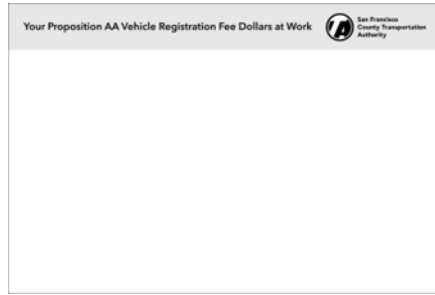 Your Proposition AA Vehicle Registration Fee Dollars at Work
San Francisco
County Transportation
Authority